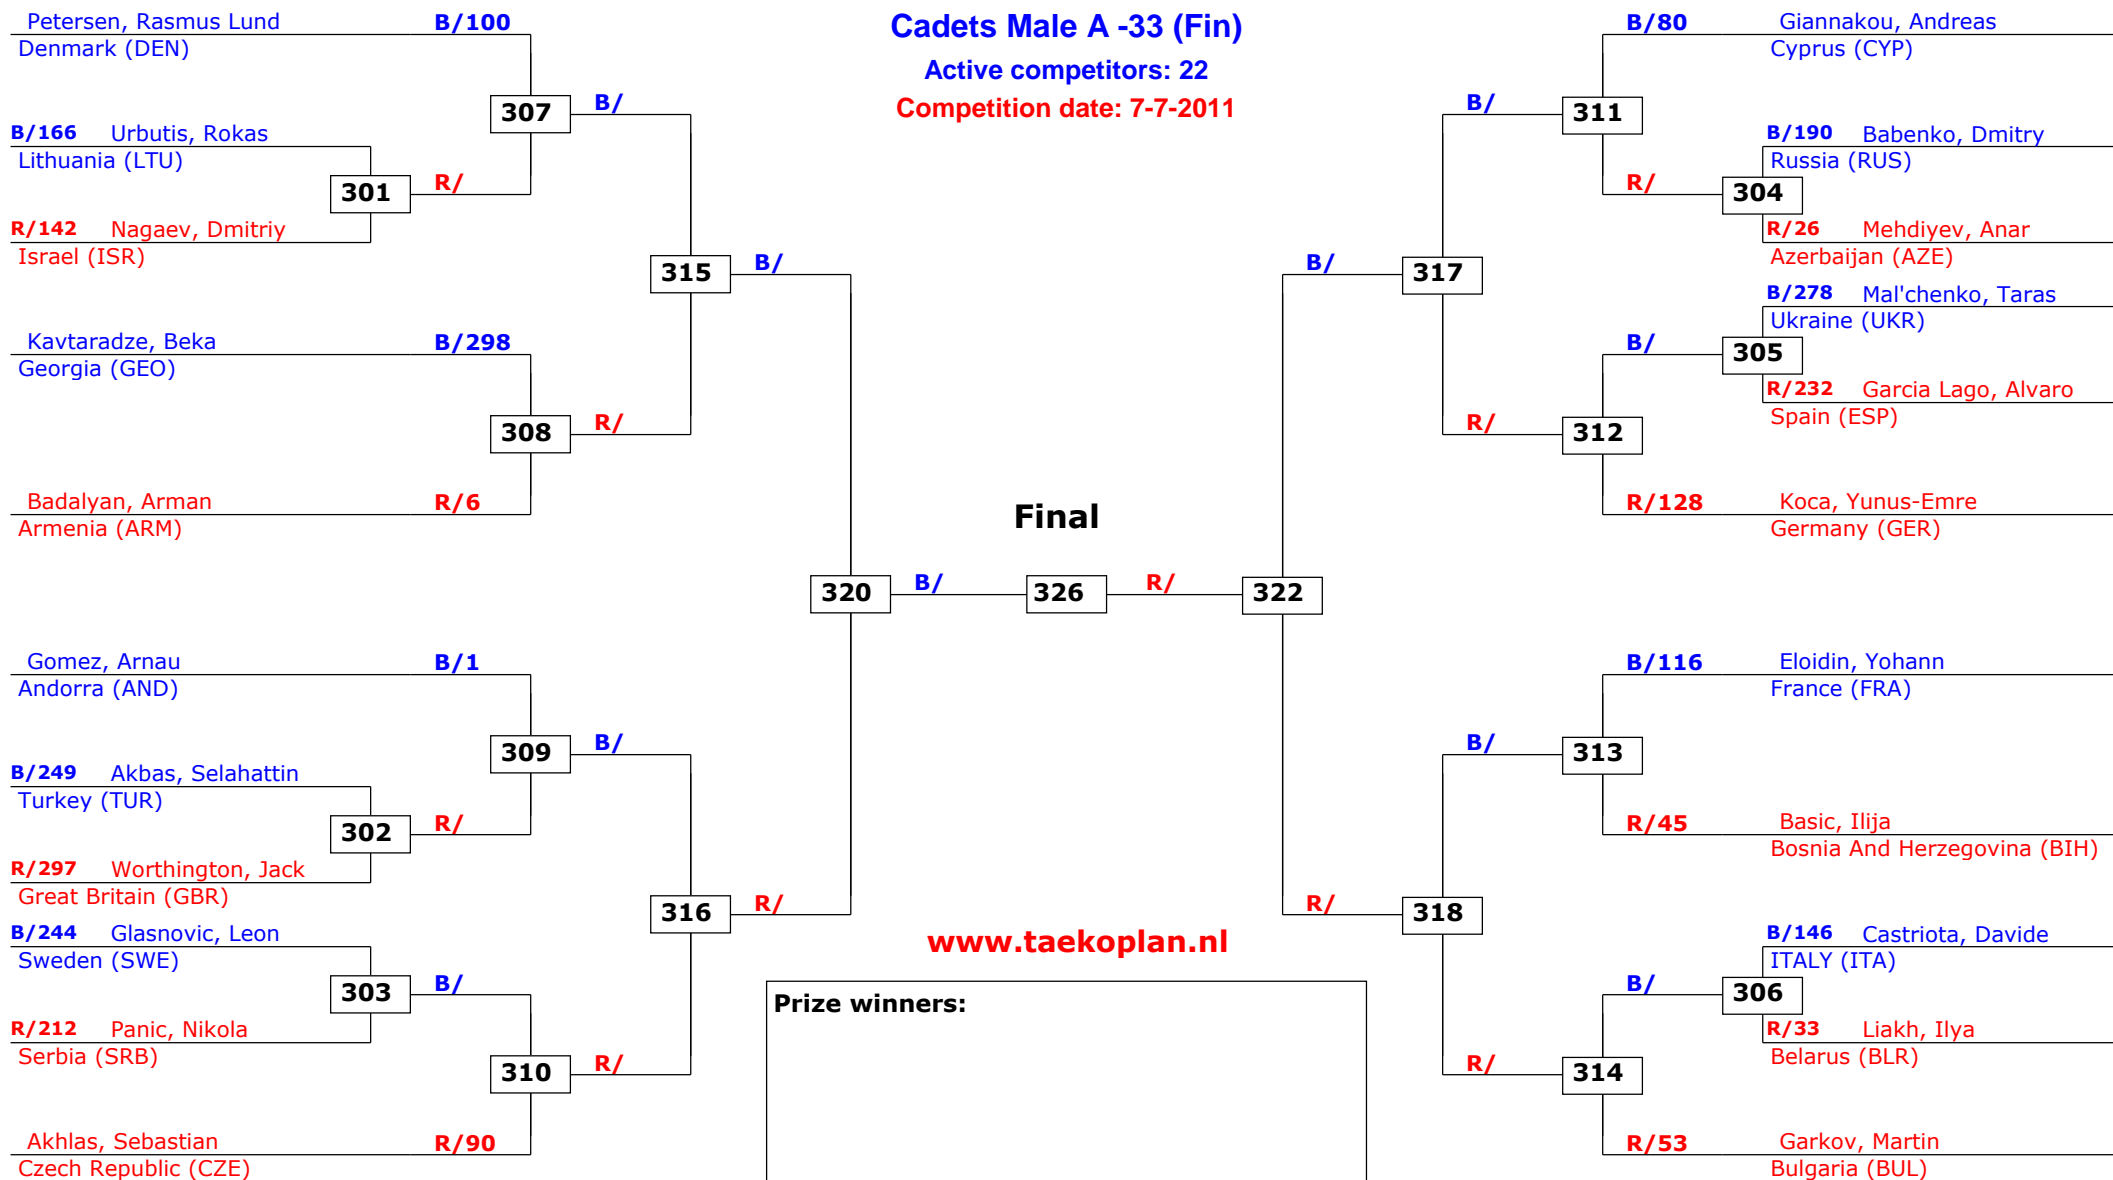 Cadets Male A -33 (Fin)
Active competitors: 22
Competition date: 7-7-2011
Petersen, Rasmus Lund B/100
Denmark (DEN)
307 B/
B/166 Urbutis, Rokas
Lithuania (LTU)
301 R/
R/142 Nagaev, Dmitriy
Israel (ISR)
315 B/
Kavtaradze, Beka B/298
Georgia (GEO)
308 R/
Badalyan, Arman R/6
Armenia (ARM)
320 B/
Gomez, Arnau B/1
Andorra (AND)
309 B/
B/249 Akbas, Selahattin
Turkey (TUR)
302 R/
R/297 Worthington, Jack
Great Britain (GBR)
316 R/
B/244 Glasnovic, Leon
Sweden (SWE)
303 B/
R/212 Panic, Nikola
Serbia (SRB)
310 R/
Akhlas, Sebastian R/90
Czech Republic (CZE)
Final
326
R/ 322
B/80 Giannakou, Andreas
Cyprus (CYP)
B/ 311
B/190 Babenko, Dmitry
Russia (RUS)
R/ 304
R/26 Mehdiyev, Anar
Azerbaijan (AZE)
B/ 317
B/278 Mal'chenko, Taras
Ukraine (UKR)
B/ 305
R/232 Garcia Lago, Alvaro
Spain (ESP)
R/ 312
R/128 Koca, Yunus-Emre
Germany (GER)
B/116 Eloidin, Yohann
France (FRA)
B/ 313
R/45 Basic, Ilija
Bosnia And Herzegovina (BIH)
R/ 318
B/146 Castriota, Davide
ITALY (ITA)
B/ 306
R/33 Liakh, Ilya
Belarus (BLR)
R/ 314
R/53 Garkov, Martin
Bulgaria (BUL)
www.taekoplan.nl
Prize winners: